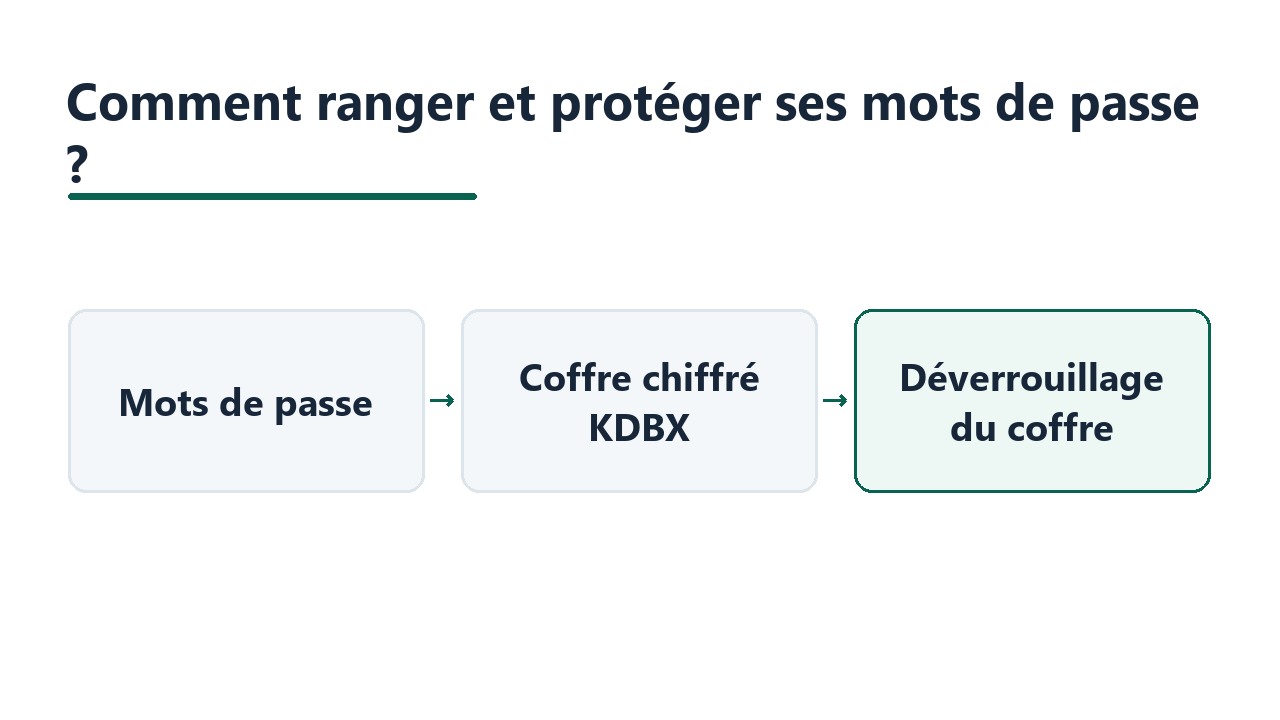 Comment ranger et protéger ses mots de passe
?
Mots de passe
→
Coffre chiffré
KDBX
→
Déverrouillage
du coffre